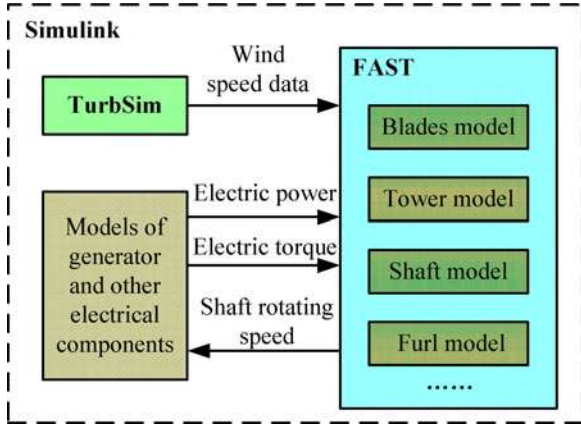 Simulink
TurbSim
Wind
speed data
FAST
Blades model
Tower model
Shaft model
Furl model
......
Models of
generator
and other
electrical
components
Electric power
Electric torque
Shaft rotating
speed